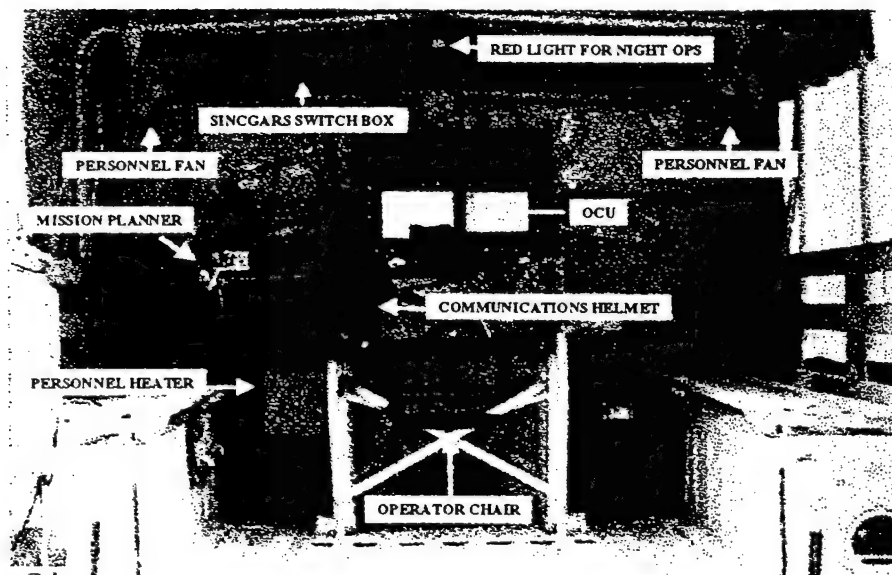 RED LIGHT FOR NIGHT OPS
SINCGARS SWITCH BOX
PERSONNEL FAN
PERSONNEL FAN
MISSION PLANNER
OCU
COMMUNICATIONS HELMET
PERSONNEL HEATER
OPERATOR CHAIR